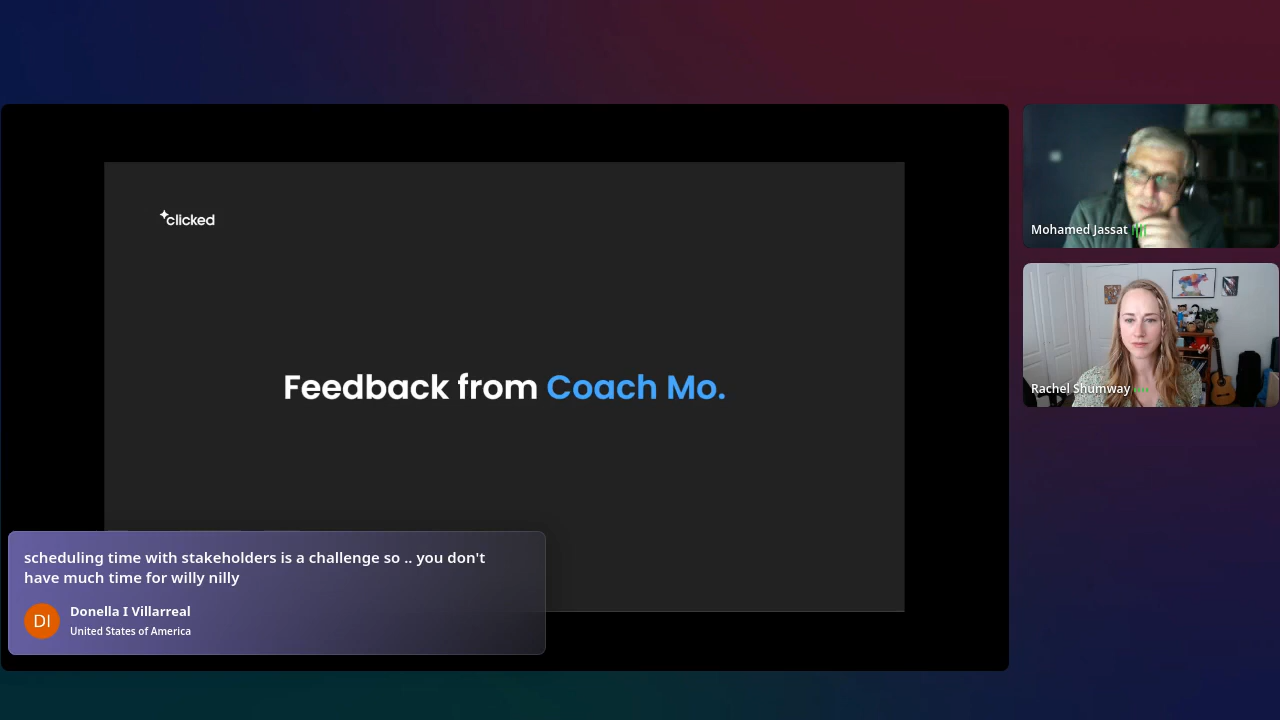 clicked
Feedback from Coach Mo.
Mohamed Jassat
Rachel Shumway
scheduling time with stakeholders is a challenge so .. you don't
have much time for willy nilly
DI
Donella I Villarreal
United States of America